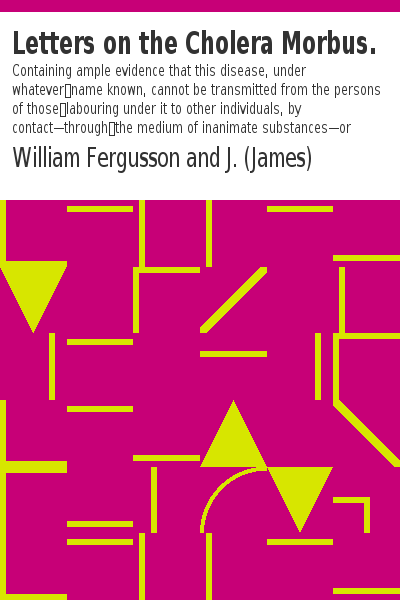 Letters on the Cholera Morbus.
Containing ample evidence that this disease, under
whatever▯name known, cannot be transmitted from the persons
of those▯labouring under it to other individuals, by
contact—through▯the medium of inanimate substances—or
William Fergusson and J. (James)